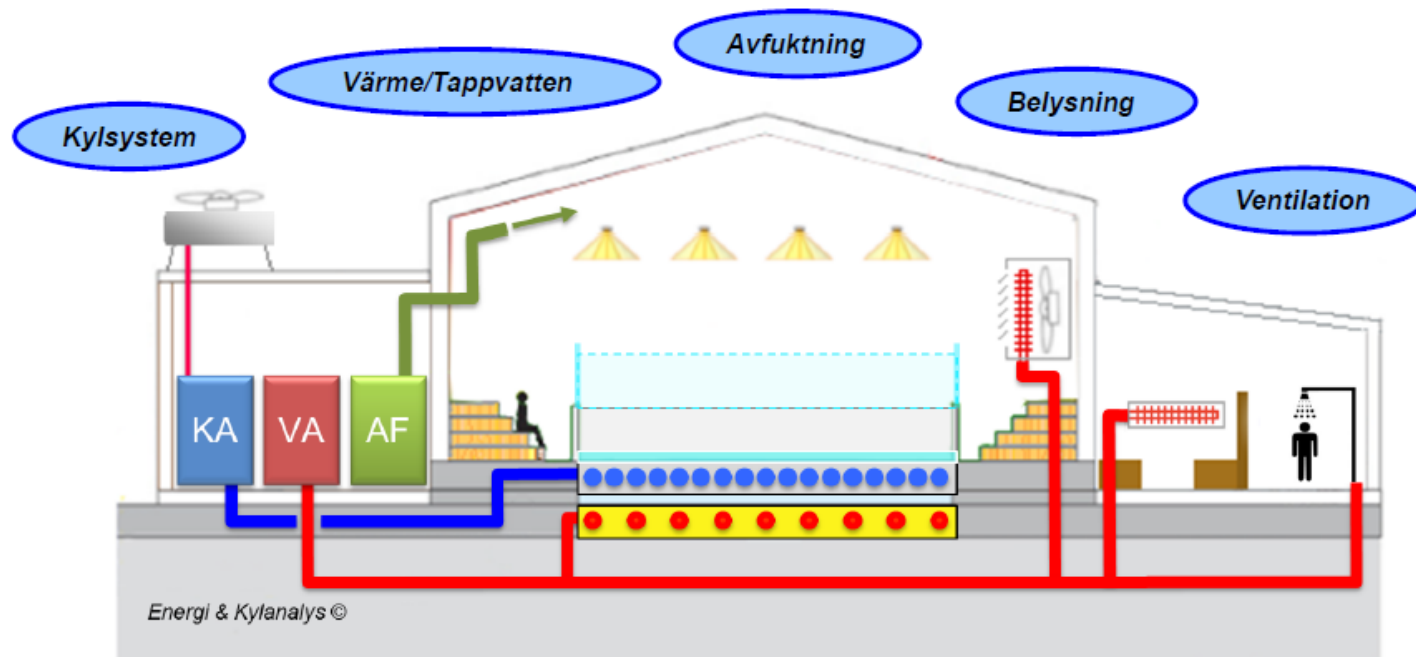 Avfuktning
Värme/Tappvatten
Belysning
Kylsystem
Ventilation
KA
VA
AF
Energi & Kylanalys ©